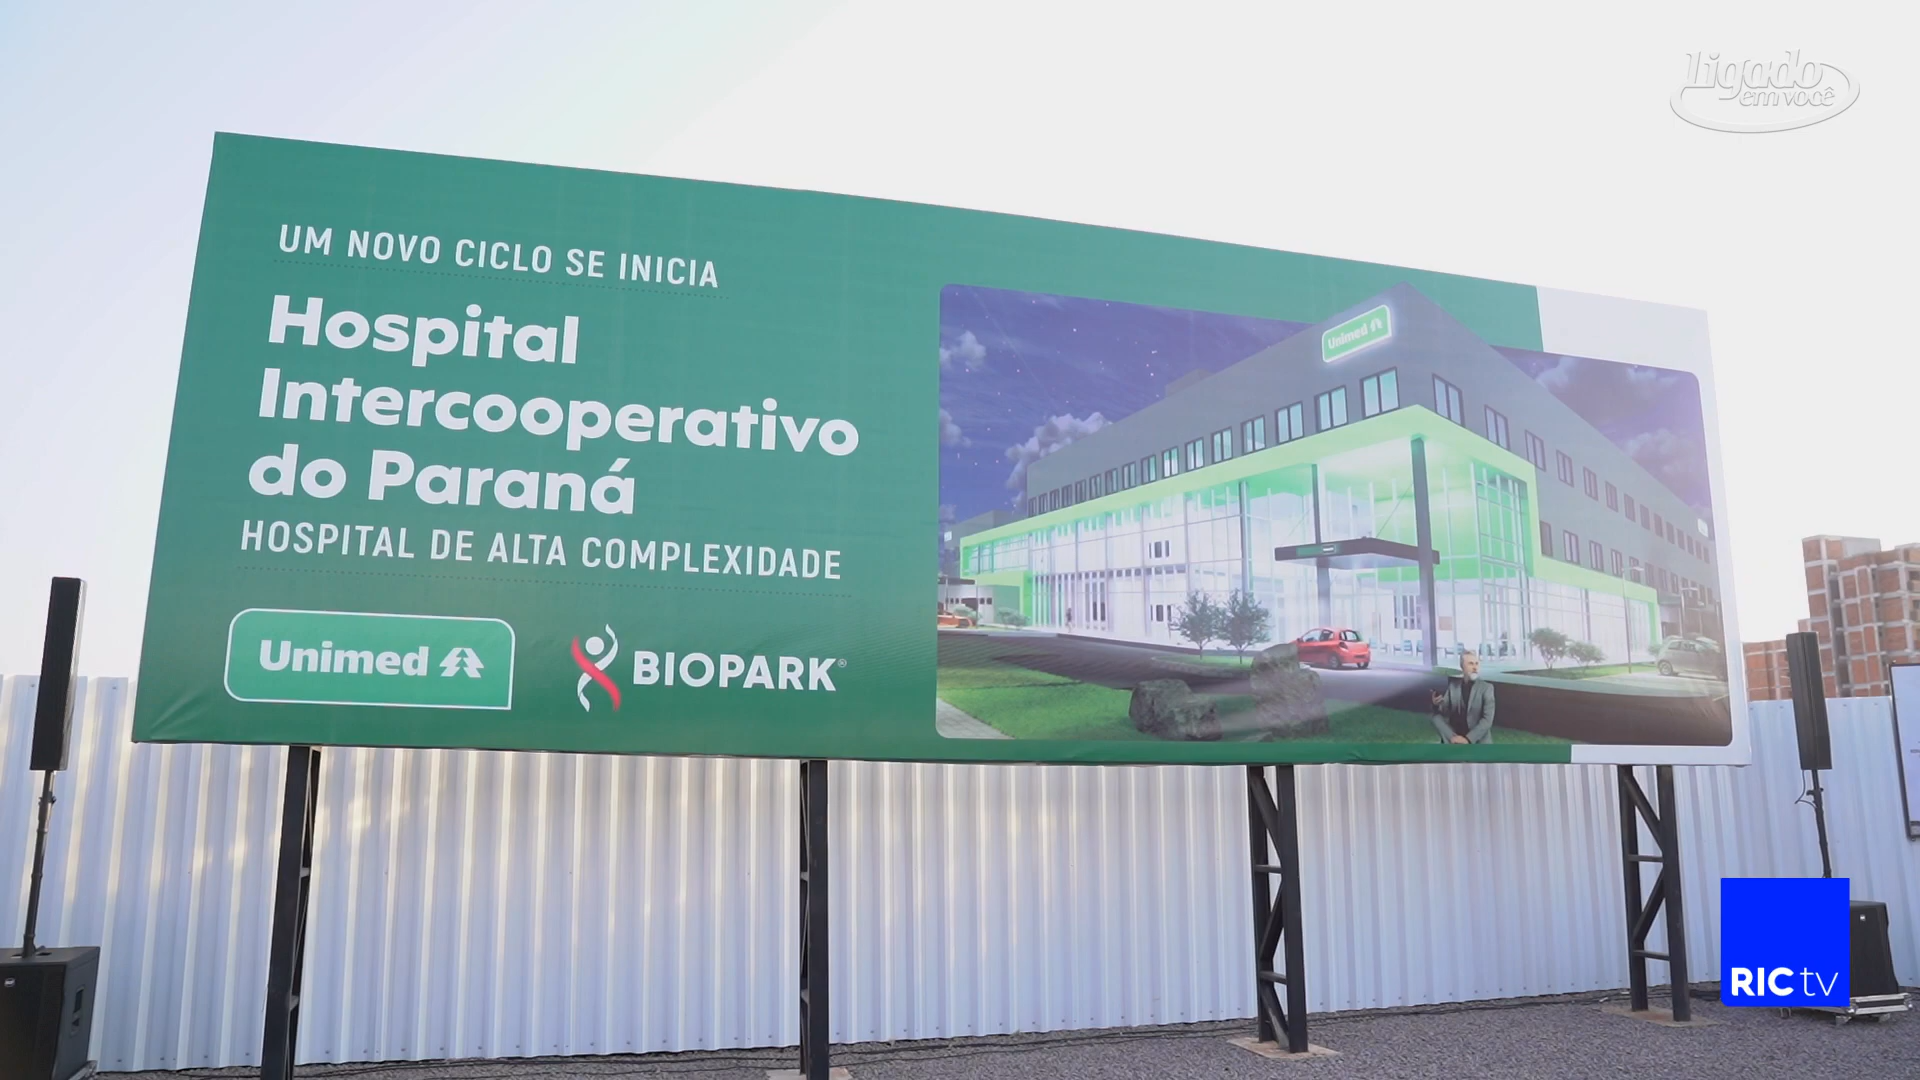 Ligado
em você
UM NOVO CICLO SE INICIA
Hospital
Intercooperativo
do Paraná
HOSPITAL DE ALTA COMPLEXIDADE
Unimed
BIOPARK®
Unimed
RIC tv